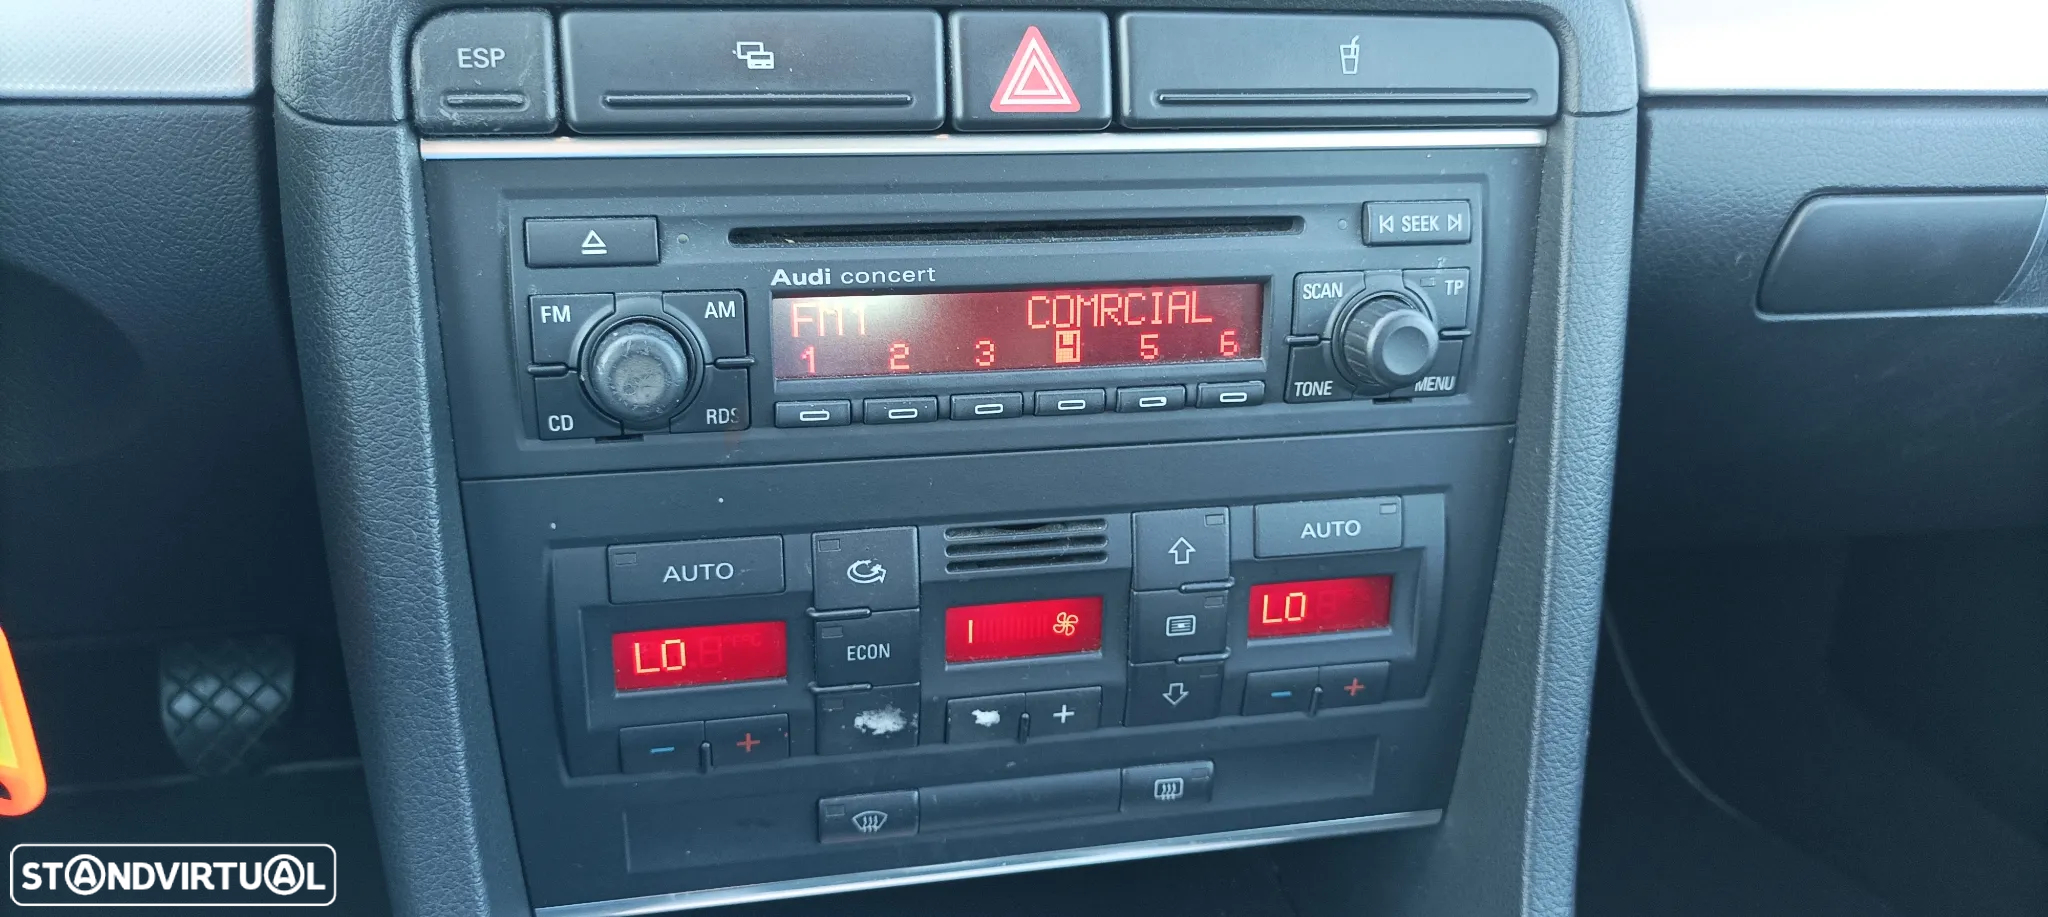 ESP
SEEK
Audi concert
FM AM
FM1 COMRCIAL
SCAN TP
1 2 3 4 5 6
CD RDS
TONE MENU
AUTO AUTO
LO LO
ECON
STANDVIRTUAL